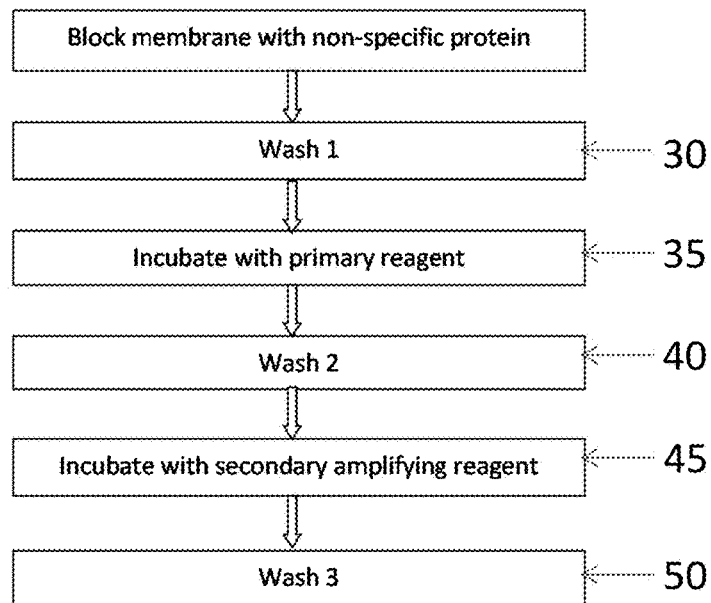 Block membrane with non-specific protein
Wash 1
30
Incubate with primary reagent
35
Wash 2
40
Incubate with secondary amplifying reagent
45
Wash 3
50